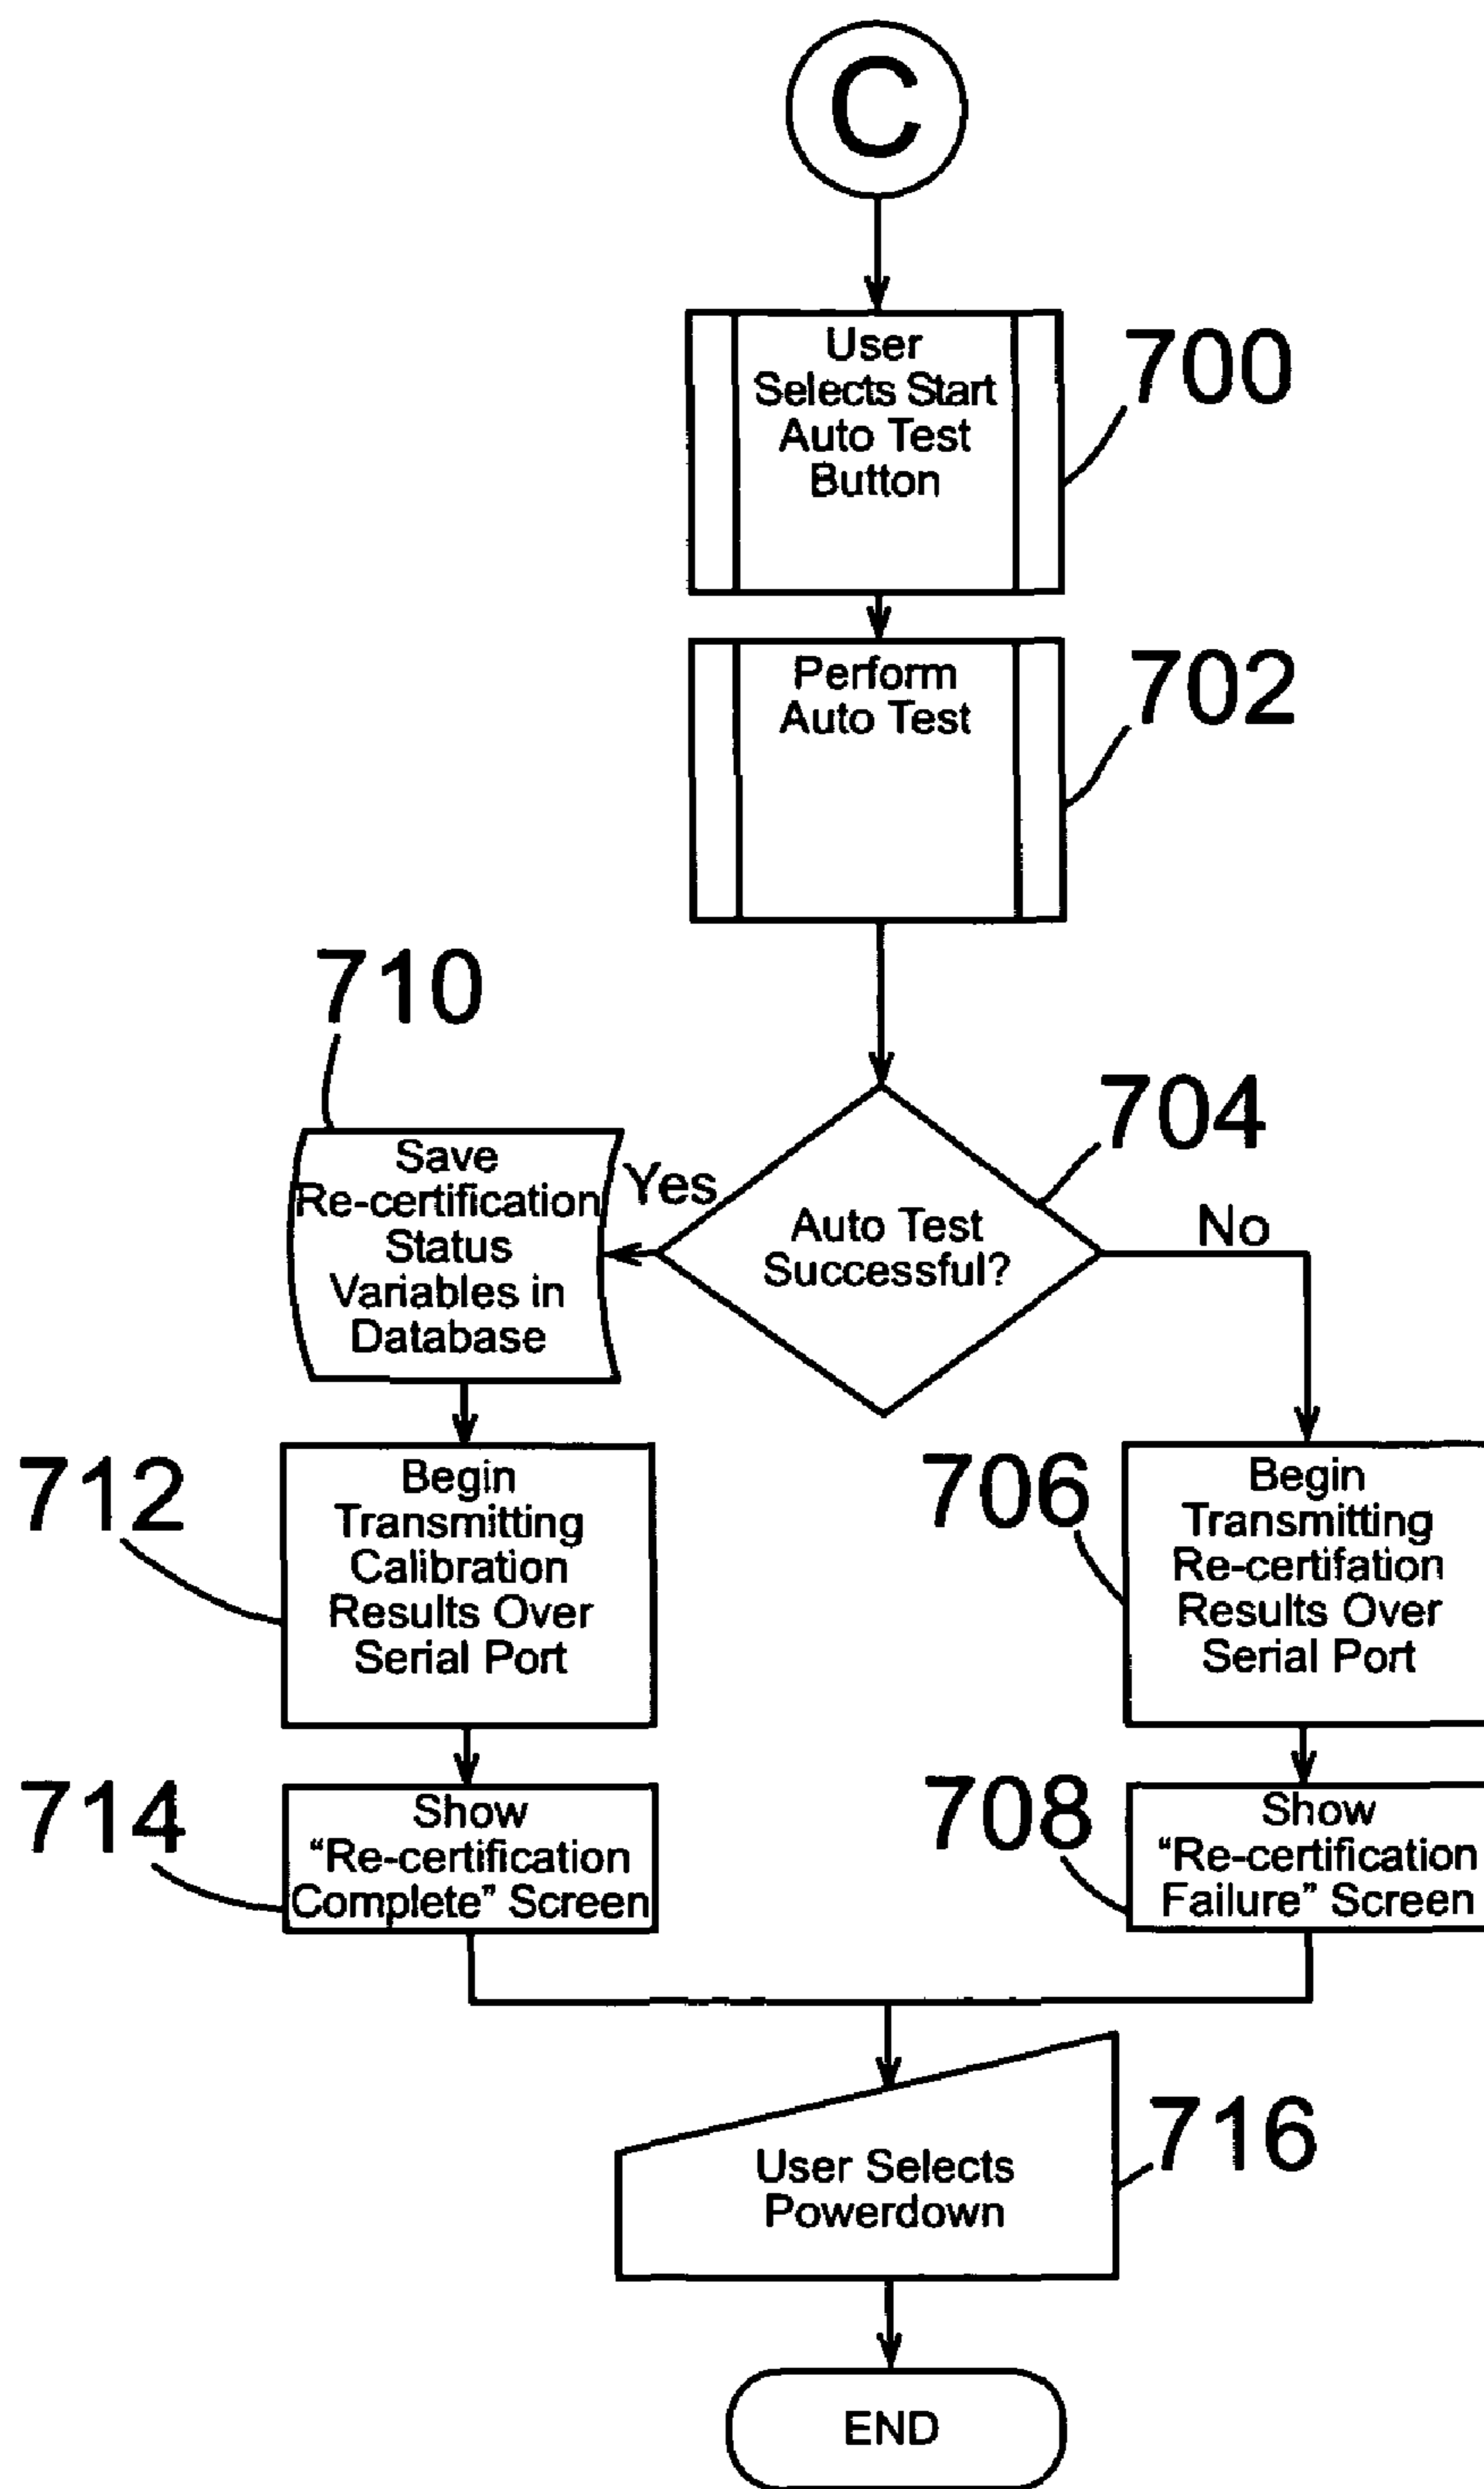 C
User
Selects Start
Auto Test
Button
700
Perform
Auto Test
702
710
Save
Re-certification
Status
Variables in
Database
Yes
704
Auto Test
Successful?
No
712
Begin
Transmitting
Calibration
Results Over
Serial Port
706
Begin
Transmitting
Re-certifation
Results Over
Serial Port
714
Show
“Re-certification
Complete” Screen
708
Show
“Re-certification
Failure” Screen
User Selects
Powerdown
716
END